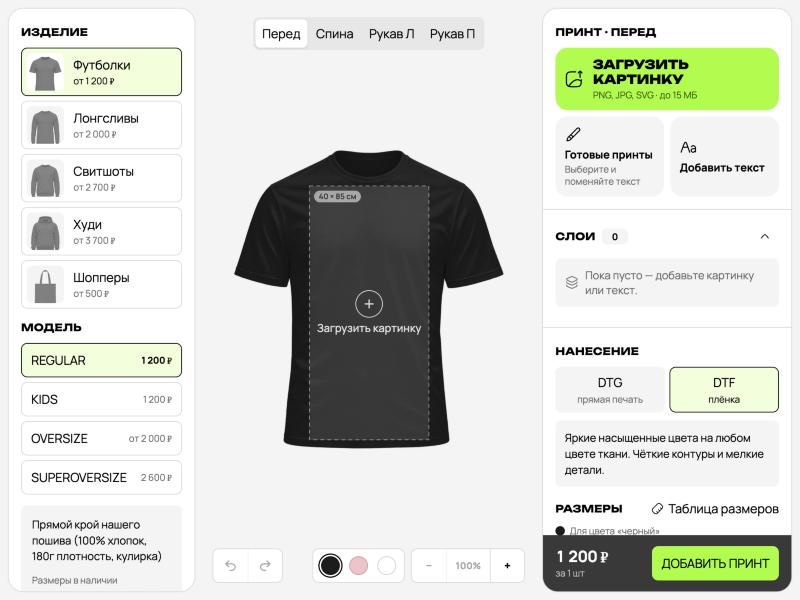 ИЗДЕЛИЕ
Футболки
от 1 200 ₽
Лонгсливы
от 2 000 ₽
Свитшоты
от 2 700 ₽
Худи
от 3 700 ₽
Шопперы
от 500 ₽
МОДЕЛЬ
REGULAR 1 200 ₽
KIDS 1 200 ₽
OVERSIZE от 2 000 ₽
SUPEROVERSIZE 2 600 ₽
Прямой крой нашего
пошива (100% хлопок,
180г плотность, кулирка)
Размеры в наличии
Перед Спина Рукав Л Рукав П
40 × 85 см
Загрузить картинку
− 100% +
ПРИНТ · ПЕРЕД
ЗАГРУЗИТЬ
КАРТИНКУ
PNG, JPG, SVG · до 15 МБ
Готовые принты
Выберите и
поменяйте текст
Aa
Добавить текст
СЛОИ 0
Пока пусто — добавьте картинку
или текст.
НАНЕСЕНИЕ
DTG
прямая печать
DTF
плёнка
Яркие насыщенные цвета на любом
цвете ткани. Чёткие контуры и мелкие
детали.
РАЗМЕРЫ Таблица размеров
Для цвета «черный»
1 200 ₽
за 1 шт
ДОБАВИТЬ ПРИНТ